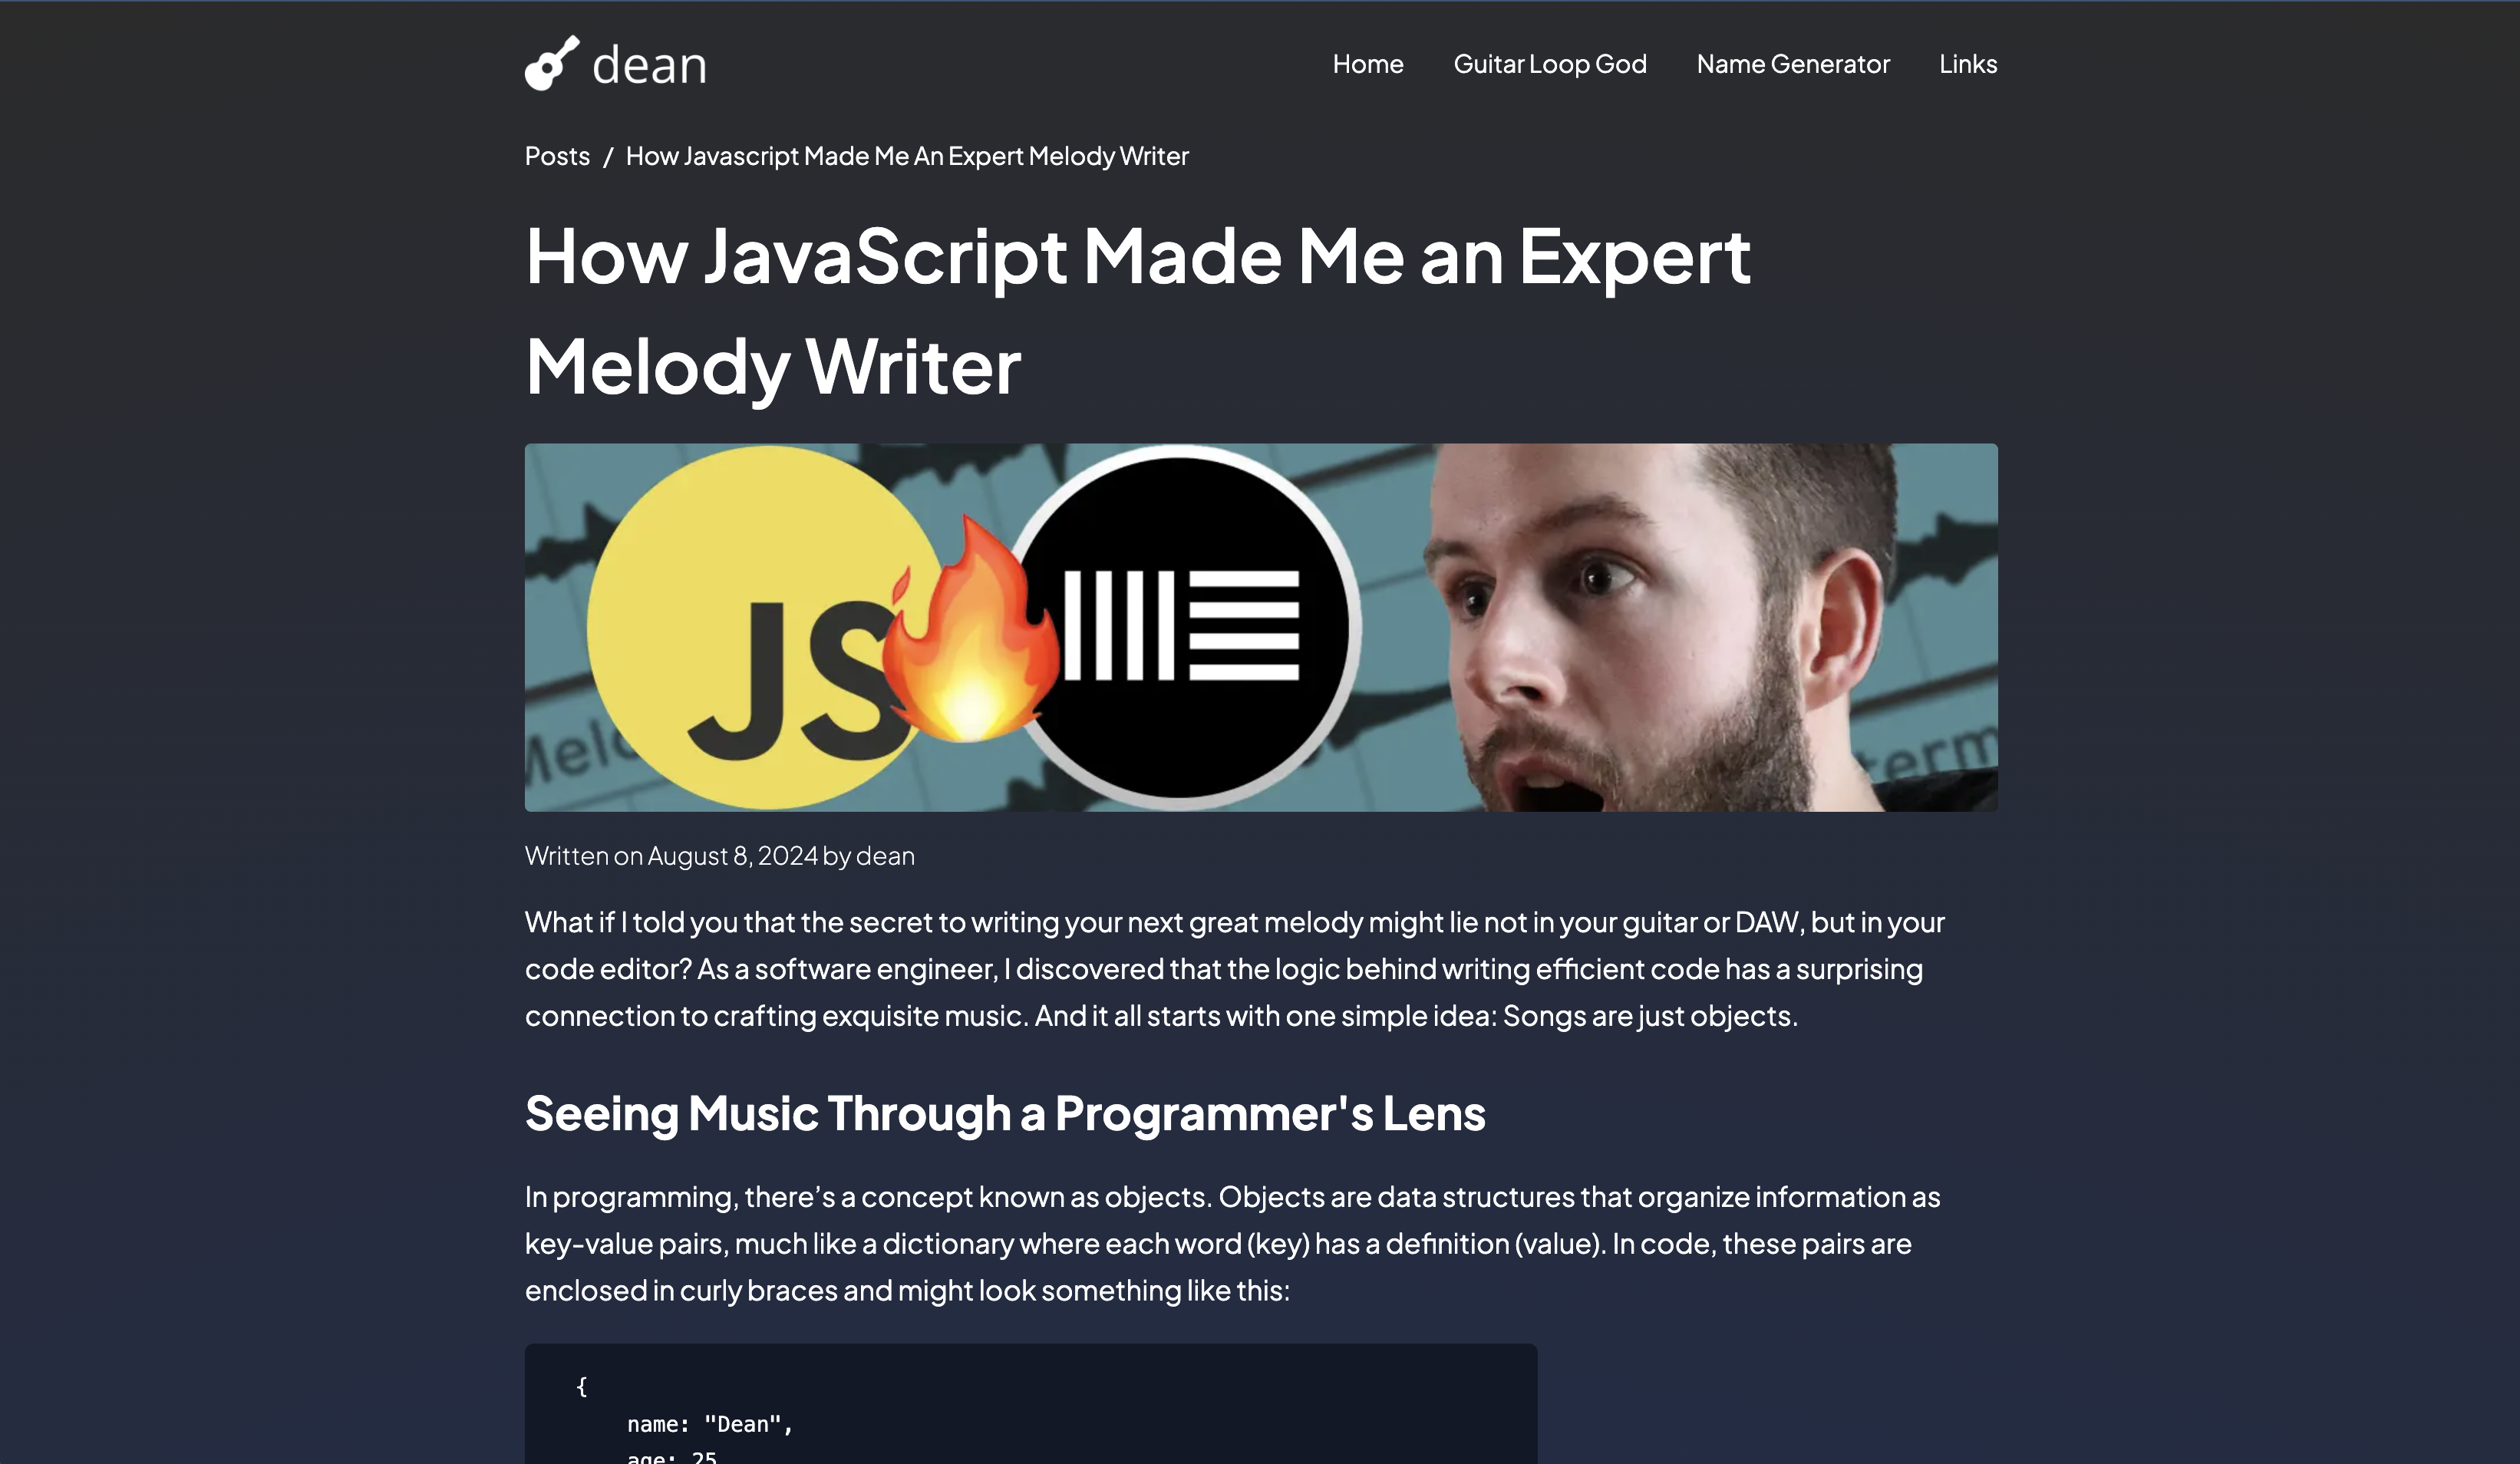 dean
Home
Guitar Loop God
Name Generator
Links
Posts / How Javascript Made Me An Expert Melody Writer
How JavaScript Made Me an Expert
Melody Writer
JS
Written on August 8, 2024 by dean
What if I told you that the secret to writing your next great melody might lie not in your guitar or DAW, but in your
code editor? As a software engineer, I discovered that the logic behind writing efficient code has a surprising
connection to crafting exquisite music. And it all starts with one simple idea: Songs are just objects.
Seeing Music Through a Programmer's Lens
In programming, there’s a concept known as objects. Objects are data structures that organize information as
key-value pairs, much like a dictionary where each word (key) has a definition (value). In code, these pairs are
enclosed in curly braces and might look something like this:
{
name: "Dean",
age: 25